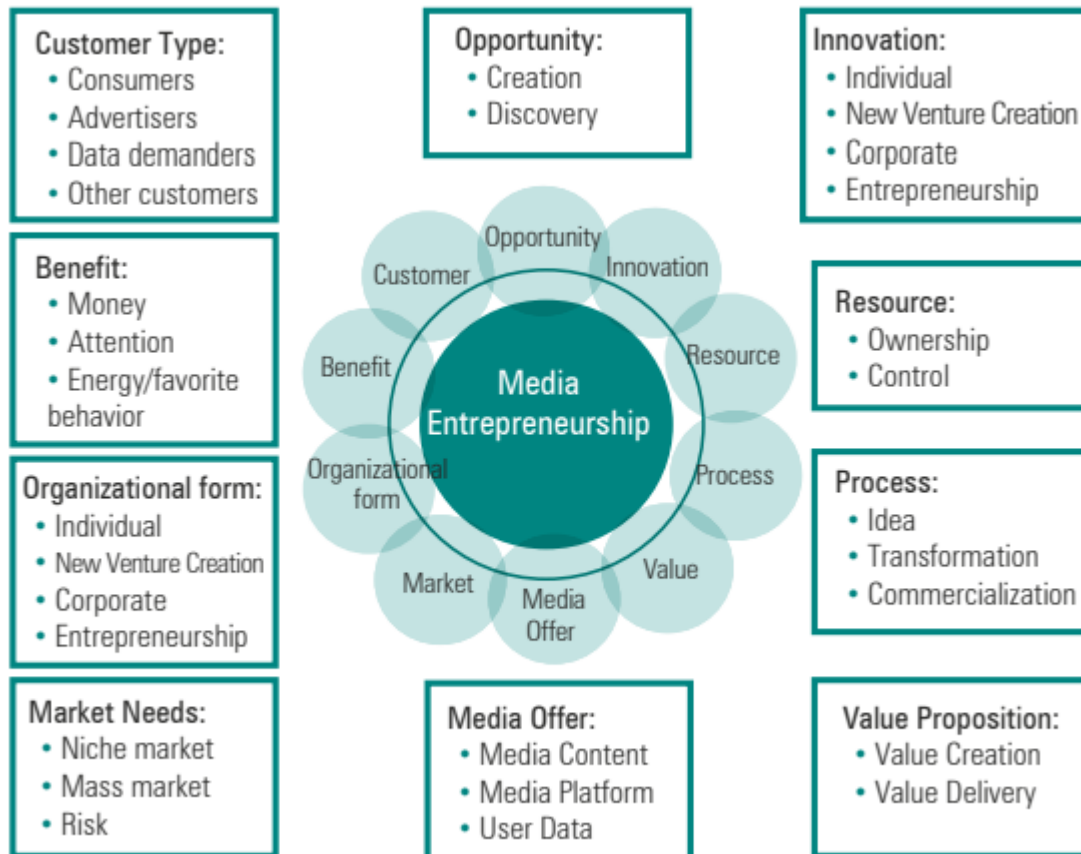 Customer Type:
• Consumers
• Advertisers
• Data demanders
• Other customers
Opportunity:
• Creation
• Discovery
Innovation:
• Individual
• New Venture Creation
• Corporate
• Entrepreneurship
Benefit:
• Money
• Attention
• Energy/favorite
behavior
Organizational form:
• Individual
• New Venture Creation
• Corporate
• Entrepreneurship
Market Needs:
• Niche market
• Mass market
• Risk
Opportunity
Innovation
Resource
Process
Value
Media
Offer
Market
Organizational
form
Benefit
Customer
Media
Entrepreneurship
Resource:
• Ownership
• Control
Process:
• Idea
• Transformation
• Commercialization
Media Offer:
• Media Content
• Media Platform
• User Data
Value Proposition:
• Value Creation
• Value Delivery